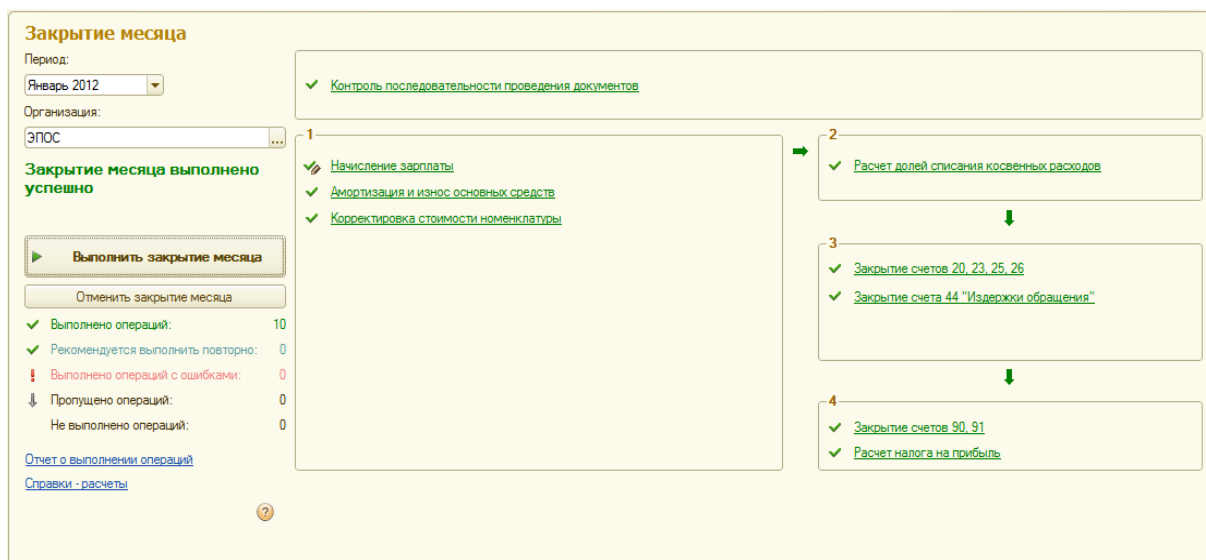 Закрытие месяца
Период:
Январь 2012
Организация:
ЭПОС
...
Закрытие месяца выполнено
успешно
Выполнить закрытие месяца
Отменить закрытие месяца
Выполнено операций: 10
Рекомендуется выполнить повторно: 0
Выполнено операций с ошибками: 0
Пропущено операций: 0
Не выполнено операций: 0
Отчет о выполнении операций
Справки - расчеты
?
Контроль последовательности проведения документов
1
Начисление зарплаты
Амортизация и износ основных средств
Корректировка стоимости номенклатуры
2
Расчет долей списания косвенных расходов
3
Закрытие счетов 20, 23, 25, 26
Закрытие счета 44 "Издержки обращения"
4
Закрытие счетов 90, 91
Расчет налога на прибыль